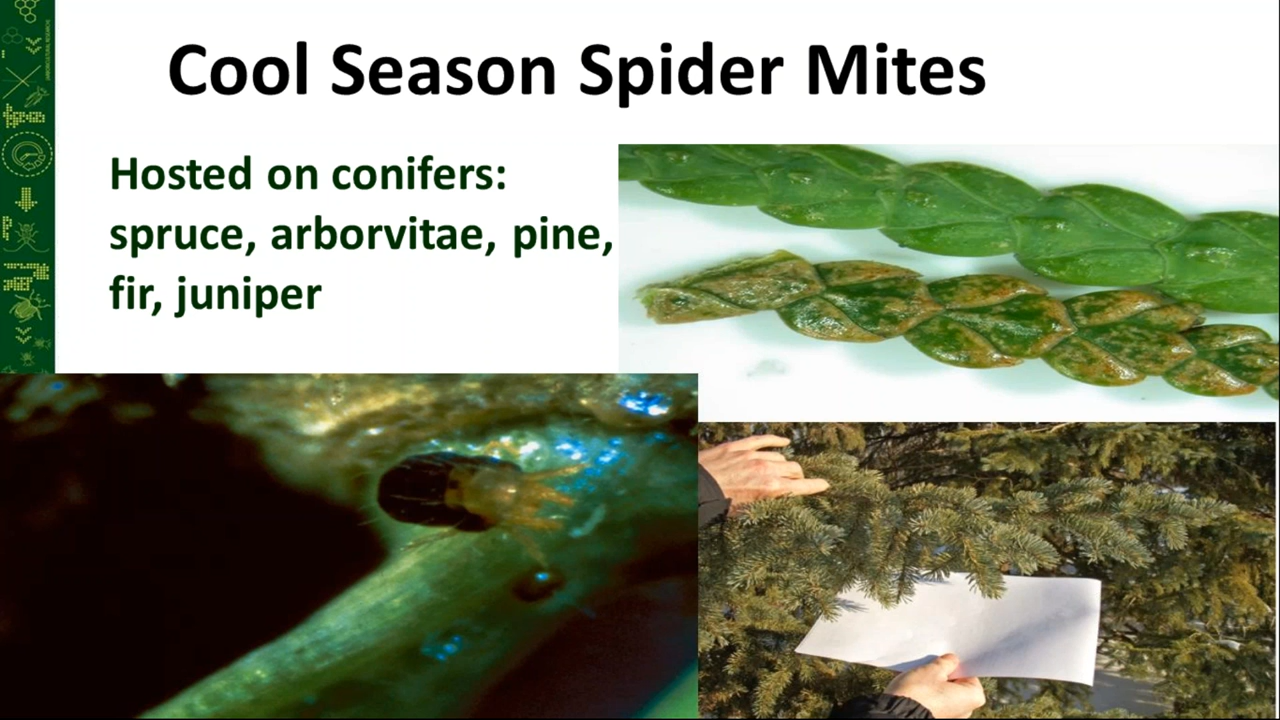 Cool Season Spider Mites
Hosted on conifers:
spruce, arborvitae, pine,
fir, juniper